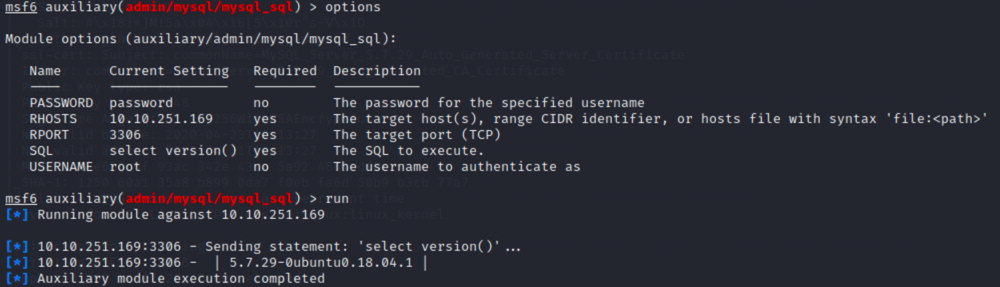 msf6 auxiliary(admin/mysql/mysql_sql) > options
Module options (auxiliary/admin/mysql/mysql_sql):
Name Current Setting Required Description
PASSWORD password no The password for the specified username
RHOSTS 10.10.251.169 yes The target host(s), range CIDR identifier, or hosts file with syntax 'file:<path>'
RPORT 3306 yes The target port (TCP)
SQL select version() yes The SQL to execute.
USERNAME root no The username to authenticate as
msf6 auxiliary(admin/mysql/mysql_sql) > run
[*] Running module against 10.10.251.169
[*] 10.10.251.169:3306 - Sending statement: 'select version()'...
[*] 10.10.251.169:3306 - | 5.7.29-0ubuntu0.18.04.1 |
[*] Auxiliary module execution completed